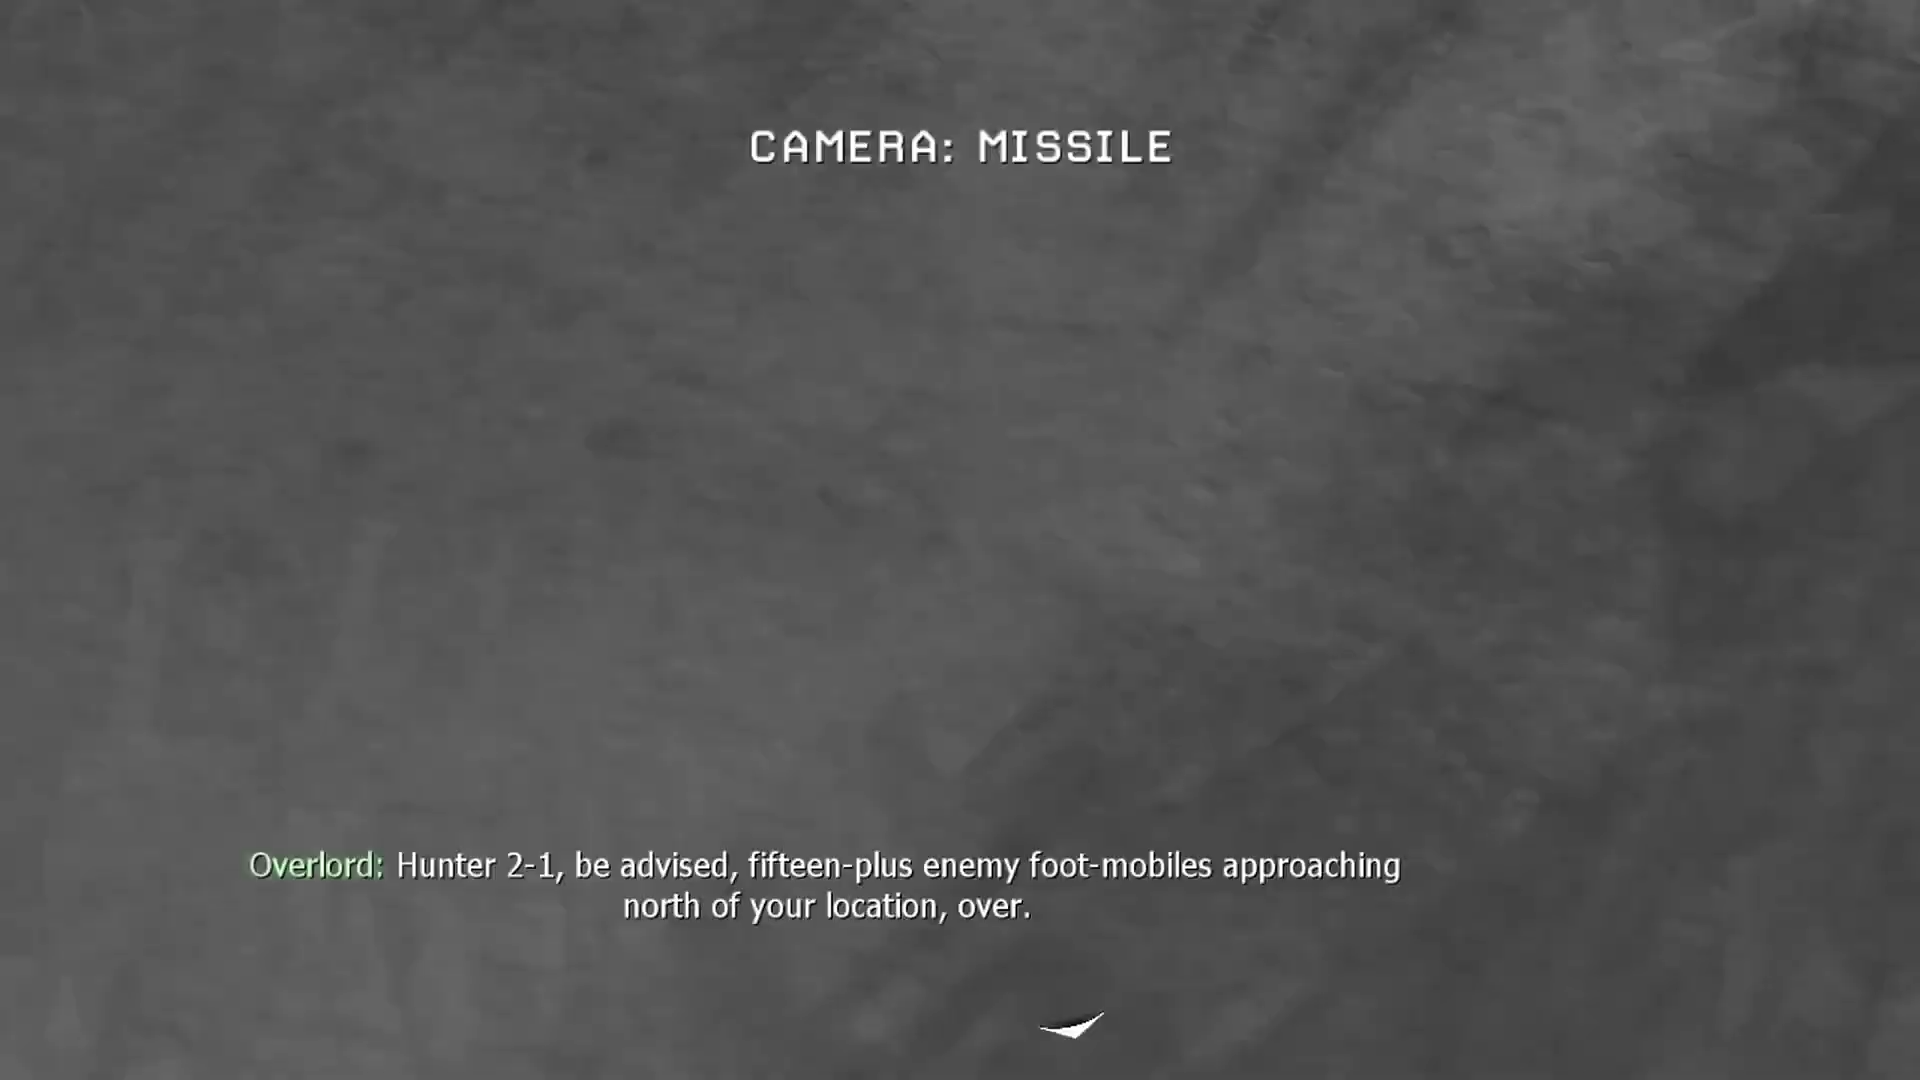 CAMERA: MISSILE
Overlord: Hunter 2-1, be advised, fifteen-plus enemy foot-mobiles approaching
north of your location, over.